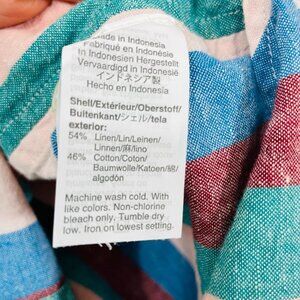 Made in Indonesia
Fabriqué en Indonésie
In Indonesien Hergestellt
Vervaardigd in Indonesië
インドネシア製
Hecho en Indonesia
Shell/Extérieur/Oberstoff/
Buitenkant/シェル/tela
exterior:
54% Linen/Lin/Leinen/
Linnen/麻/lino
46% Cotton/Coton/
Baumwolle/Katoen/綿/
algodón
Machine wash cold. With
like colors. Non-chlorine
bleach only. Tumble dry
low. Iron on lowest setting.